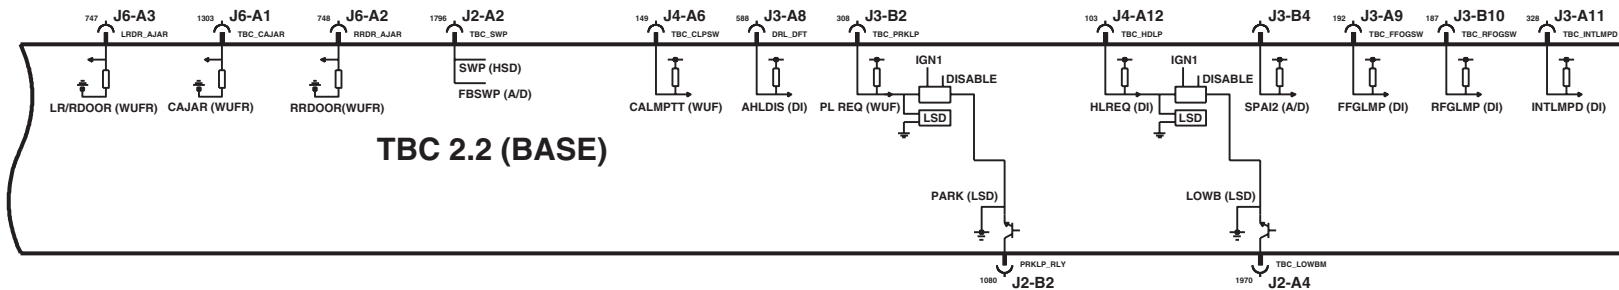 747 J6-A3 1303 J6-A1 748 J6-A2 1796 J2-A2 149 J4-A6 588 J3-A8 308 J3-B2 103 J4-A12 J3-B4 192 J3-A9 187 J3-B10 328 J3-A11
LRDR_AJAR TBC_CAJAR RRDR_AJAR TBC_SWP TBC_CLPSW DRL_DFT TBC_PRKLP TBC_HDLP TBC_FFOGSW TBC_RFOGSW TBC_INTLMPD
SWP (HSD) IGN1 IGN1
DISABLE DISABLE
FBSWP (A/D)
LR/RDOOR (WUFR) CAJAR (WUFR) RRDOOR(WUFR) CALMPTT (WUF) AHLDIS (DI) PL REQ (WUF) HLREQ (DI) SPAI2 (A/D) FFGLMP (DI) RFGLMP (DI) INTLMPD (DI)
LSD LSD
TBC 2.2 (BASE)
PARK (LSD) LOWB (LSD)
PRKLP_RLY TBC_LOWBM
1080 J2-B2 1970 J2-A4